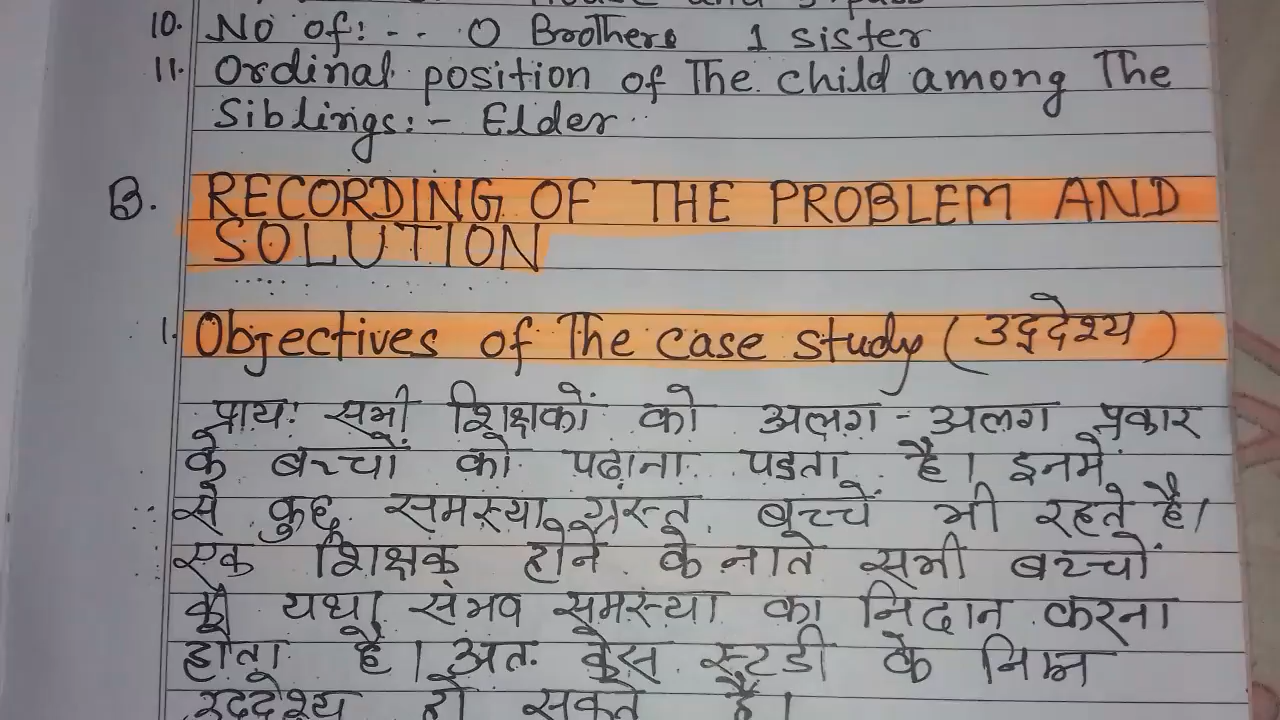 10. No of:-.. 0 Brothers 1 sister
11. Ordinal position of The child among The
Siblings:- Elder
B. RECORDING OF THE PROBLEM AND
SOLUTION
1. Objectives of The case study (उद्देश्य)
प्रायः सभी शिक्षकों को अलग-अलग प्रकार
के बच्चों को पढ़ाना पडता है। इनमें
से कुछ समस्या ग्रस्त बच्चें भी रहते है।
एक शिक्षक होने के नाते सभी बच्चों
की यथा संभव समस्या का निदान करना
होता है। अतः केस स्टडी के निम्न
उददेश्य हो सकते है।